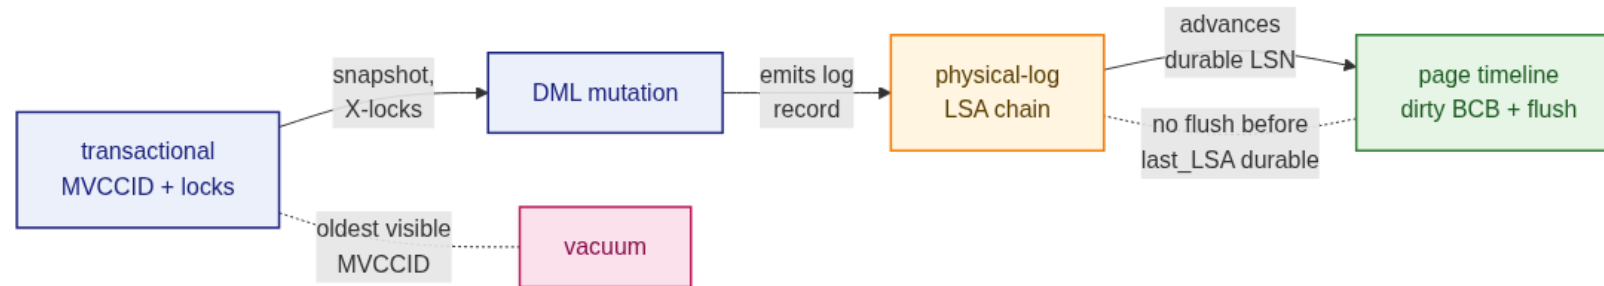 transactional
MVCCID + locks
snapshot,
X-locks
DML mutation
emits log
record
physical-log
LSA chain
advances
durable LSN
no flush before
last_LSA durable
page timeline
dirty BCB + flush
oldest visible
MVCCID
vacuum